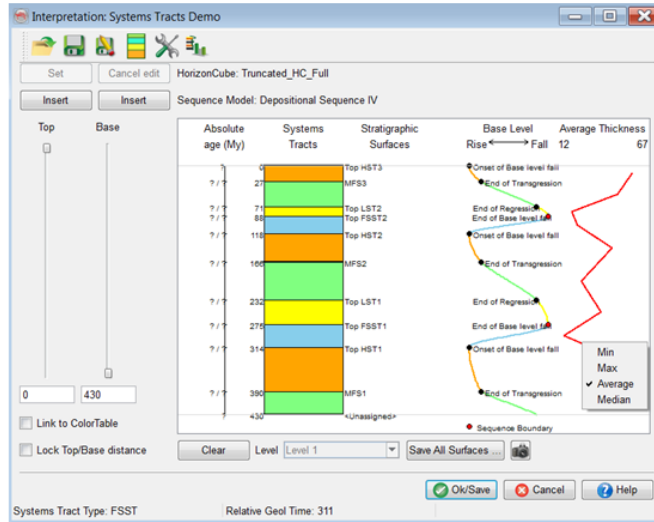 Interpretation: Systems Tracts Demo
Set Cancel edit HorizonCube: Truncated_HC_Full
Insert Insert Sequence Model: Depositional Sequence IV
Top Base
Absolute age (My) Systems Tracts Stratigraphic Surfaces Base Level Average Thickness
Rise Fall 12 67
? 0 Top HST3 Onset of Base level fall
? / ? 27 MFS3 End of Transgression
? / ? 71 Top LST2 End of Regression
? / ? 88 Top FSST2 End of Base level fall
? / ? 118 Top HST2 Onset of Base level fall
? / ? 166 MFS2 End of Transgression
? / ? 232 Top LST1 End of Regression
? / ? 275 Top FSST1 End of Base level fall
? / ? 314 Top HST1 Onset of Base level fall
? / ? 390 MFS1 End of Transgression
430 <Unassigned>
Sequence Boundary
Min
Max
Average
Median
0 430
Link to ColorTable
Lock Top/Base distance Clear Level Level 1 Save All Surfaces ...
Ok/Save Cancel ? Help
Systems Tract Type: FSST Relative Geol Time: 311